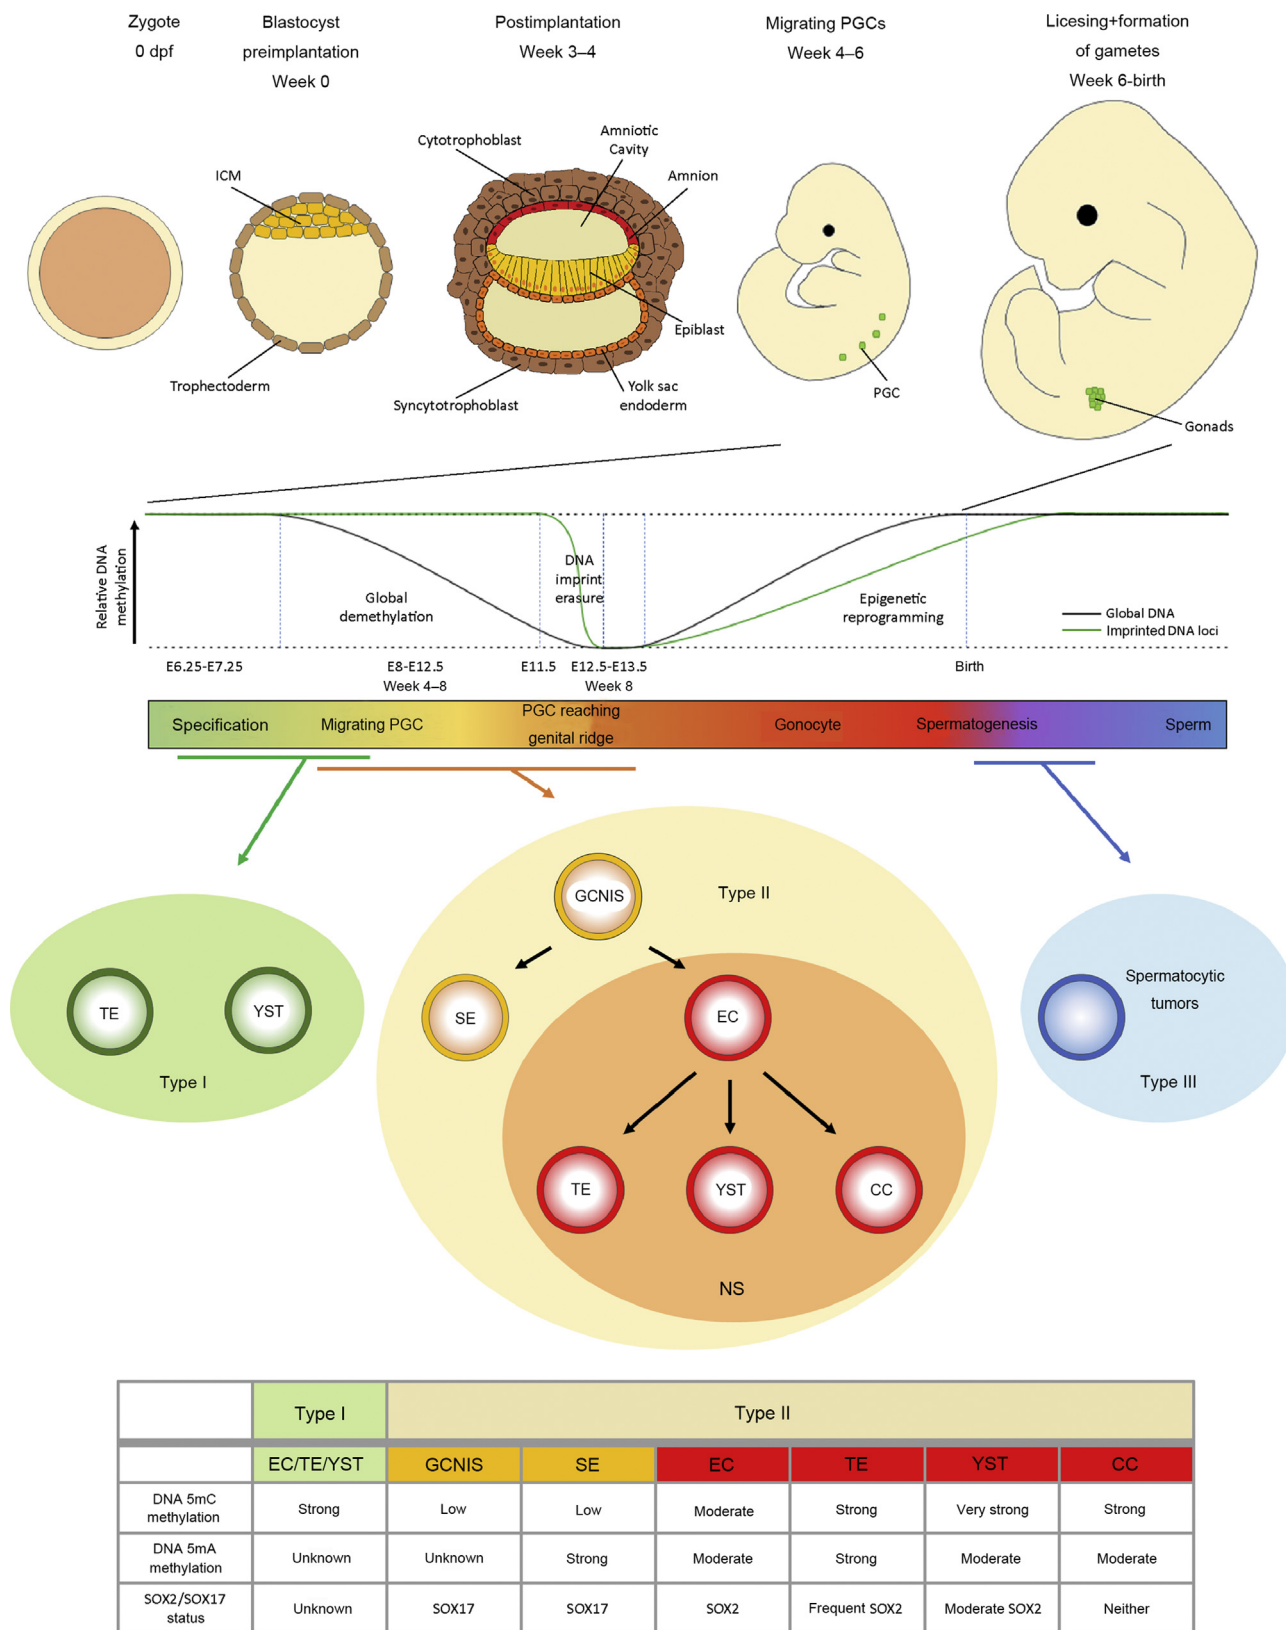 Zygote
0 dpf
Blastocyst
preimplantation
Week 0
Postimplantation
Week 3–4
Migrating PGCs
Week 4–6
Licesing+formation
of gametes
Week 6-birth
ICM
Trophectoderm
Cytotrophoblast
Amniotic
Cavity
Amnion
Epiblast
Yolk sac
endoderm
Syncytotrophoblast
PGC
Gonads
Relative DNA
methylation
Global
demethylation
DNA
imprint
erasure
Epigenetic
reprogramming
Global DNA
Imprinted DNA loci
E6.25-E7.25
E8-E12.5
Week 4–8
E11.5
E12.5-E13.5
Week 8
Birth
Specification
Migrating PGC
PGC reaching
genital ridge
Gonocyte
Spermatogenesis
Sperm
GCNIS
Type II
SE
EC
TE
YST
Type I
TE
YST
CC
NS
Spermatocytic
tumors
Type III
Type I
Type II
EC/TE/YST
GCNIS
SE
EC
TE
YST
CC
DNA 5mC
methylation
Strong
Low
Low
Moderate
Strong
Very strong
Strong
DNA 5mA
methylation
Unknown
Unknown
Strong
Moderate
Strong
Moderate
Moderate
SOX2/SOX17
status
Unknown
SOX17
SOX17
SOX2
Frequent SOX2
Moderate SOX2
Neither